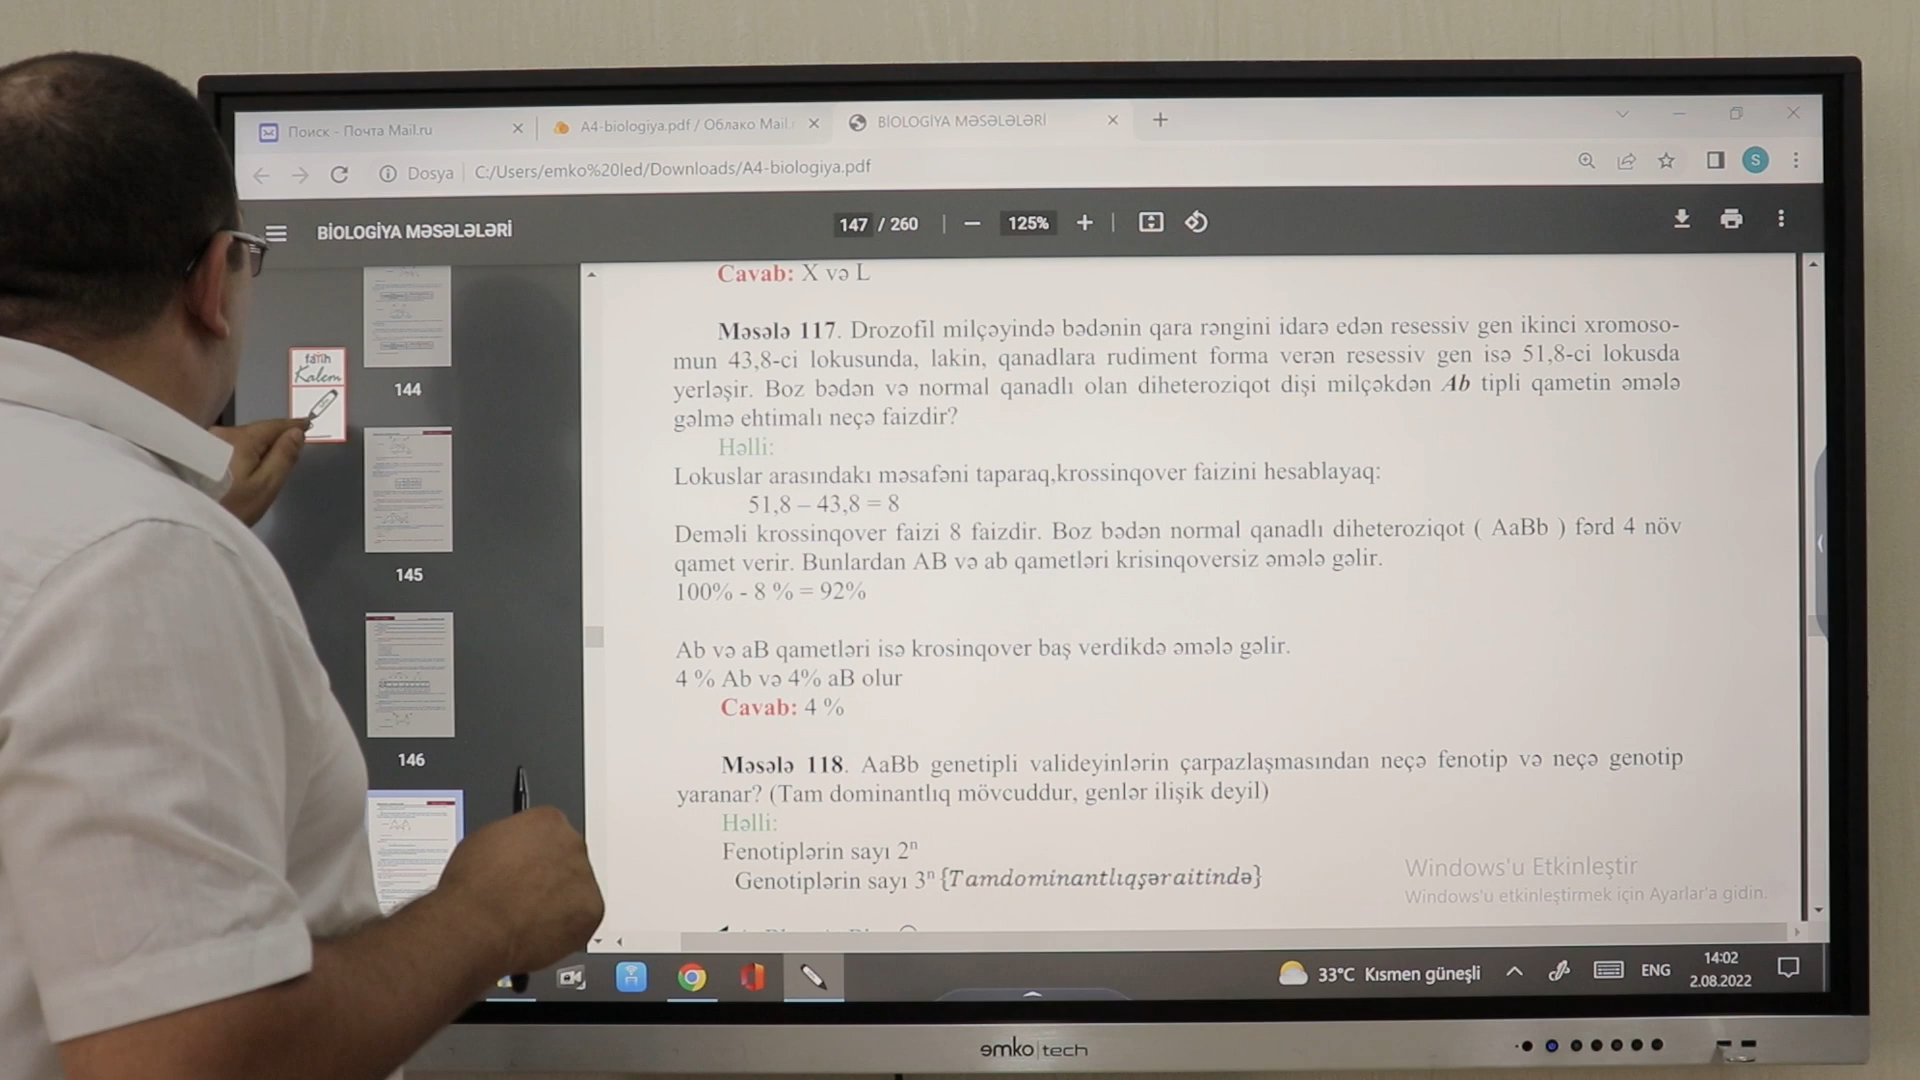 Поиск - Почта Mail.ru
A4-biologiya.pdf / Облако Mail.r
BİOLOGİYA MƏSƏLƏLƏRİ
Dosya | C:/Users/emko%20led/Downloads/A4-biologiya.pdf
S
BİOLOGİYA MƏSƏLƏLƏRİ
147 / 260
125%
fatih
Kalem
144
145
146
Cavab: X və L
Məsələ 117. Drozofil milçəyində bədənin qara rəngini idarə edən resessiv gen ikinci xromoso-
mun 43,8-ci lokusunda, lakin, qanadlara rudiment forma verən resessiv gen isə 51,8-ci lokusda
yerləşir. Boz bədən və normal qanadlı olan diheteroziqot dişi milçəkdən Ab tipli qametin əmələ
gəlmə ehtimalı neçə faizdir?
Həlli:
Lokuslar arasındakı məsafəni taparaq,krossinqover faizini hesablayaq:
51,8 – 43,8 = 8
Deməli krossinqover faizi 8 faizdir. Boz bədən normal qanadlı diheteroziqot ( AaBb ) fərd 4 növ
qamet verir. Bunlardan AB və ab qametləri krisinqoversiz əmələ gəlir.
100% - 8 % = 92%
Ab və aB qametləri isə krosinqover baş verdikdə əmələ gəlir.
4 % Ab və 4% aB olur
Cavab: 4 %
Məsələ 118. AaBb genetipli valideyinlərin çarpazlaşmasından neçə fenotip və neçə genotip
yaranar? (Tam dominantlıq mövcuddur, genlər ilişik deyil)
Həlli:
Fenotiplərin sayı 2ⁿ
Genotiplərin sayı 3ⁿ {Tamdominantlıqşəraitində}
Windows'u Etkinleştir
Windows'u etkinleştirmek için Ayarlar'a gidin.
33°C Kısmen güneşli
ENG
14:02
2.08.2022
emko | tech